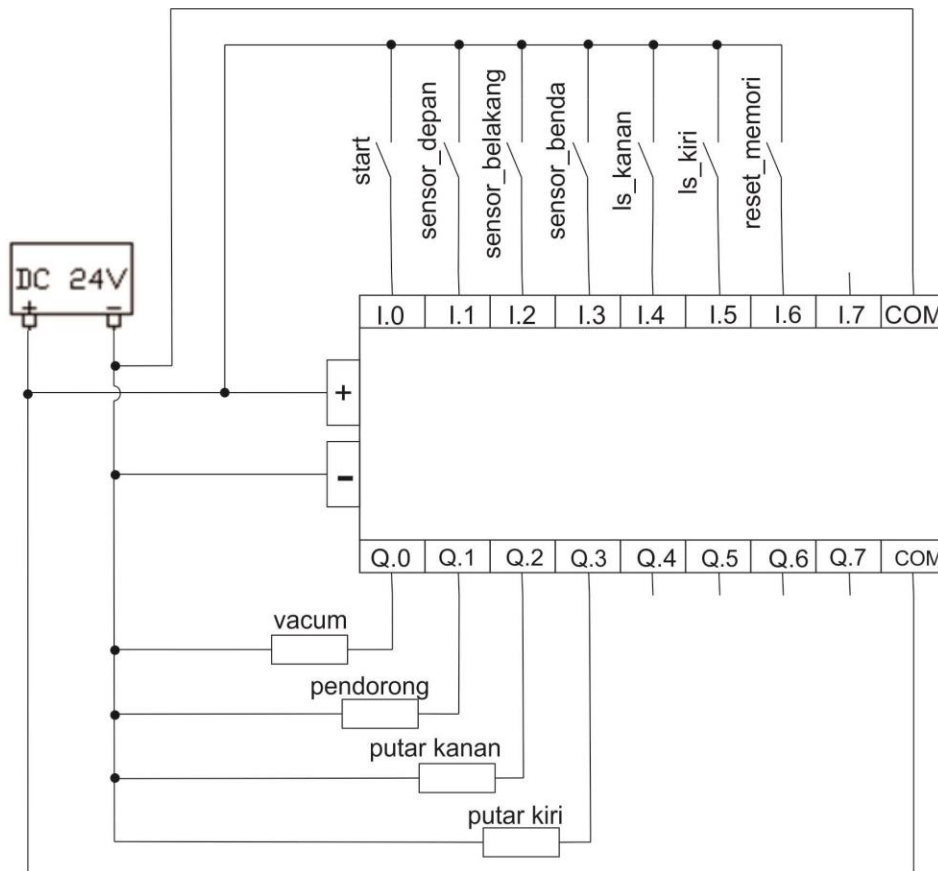 start
sensor_depan
sensor_belakang
sensor_benda
ls_kanan
ls_kiri
reset_memori
DC 24V
+ -
I.0 I.1 I.2 I.3 I.4 I.5 I.6 I.7 COM
+
-
Q.0 Q.1 Q.2 Q.3 Q.4 Q.5 Q.6 Q.7 COM
vacum
pendorong
putar kanan
putar kiri